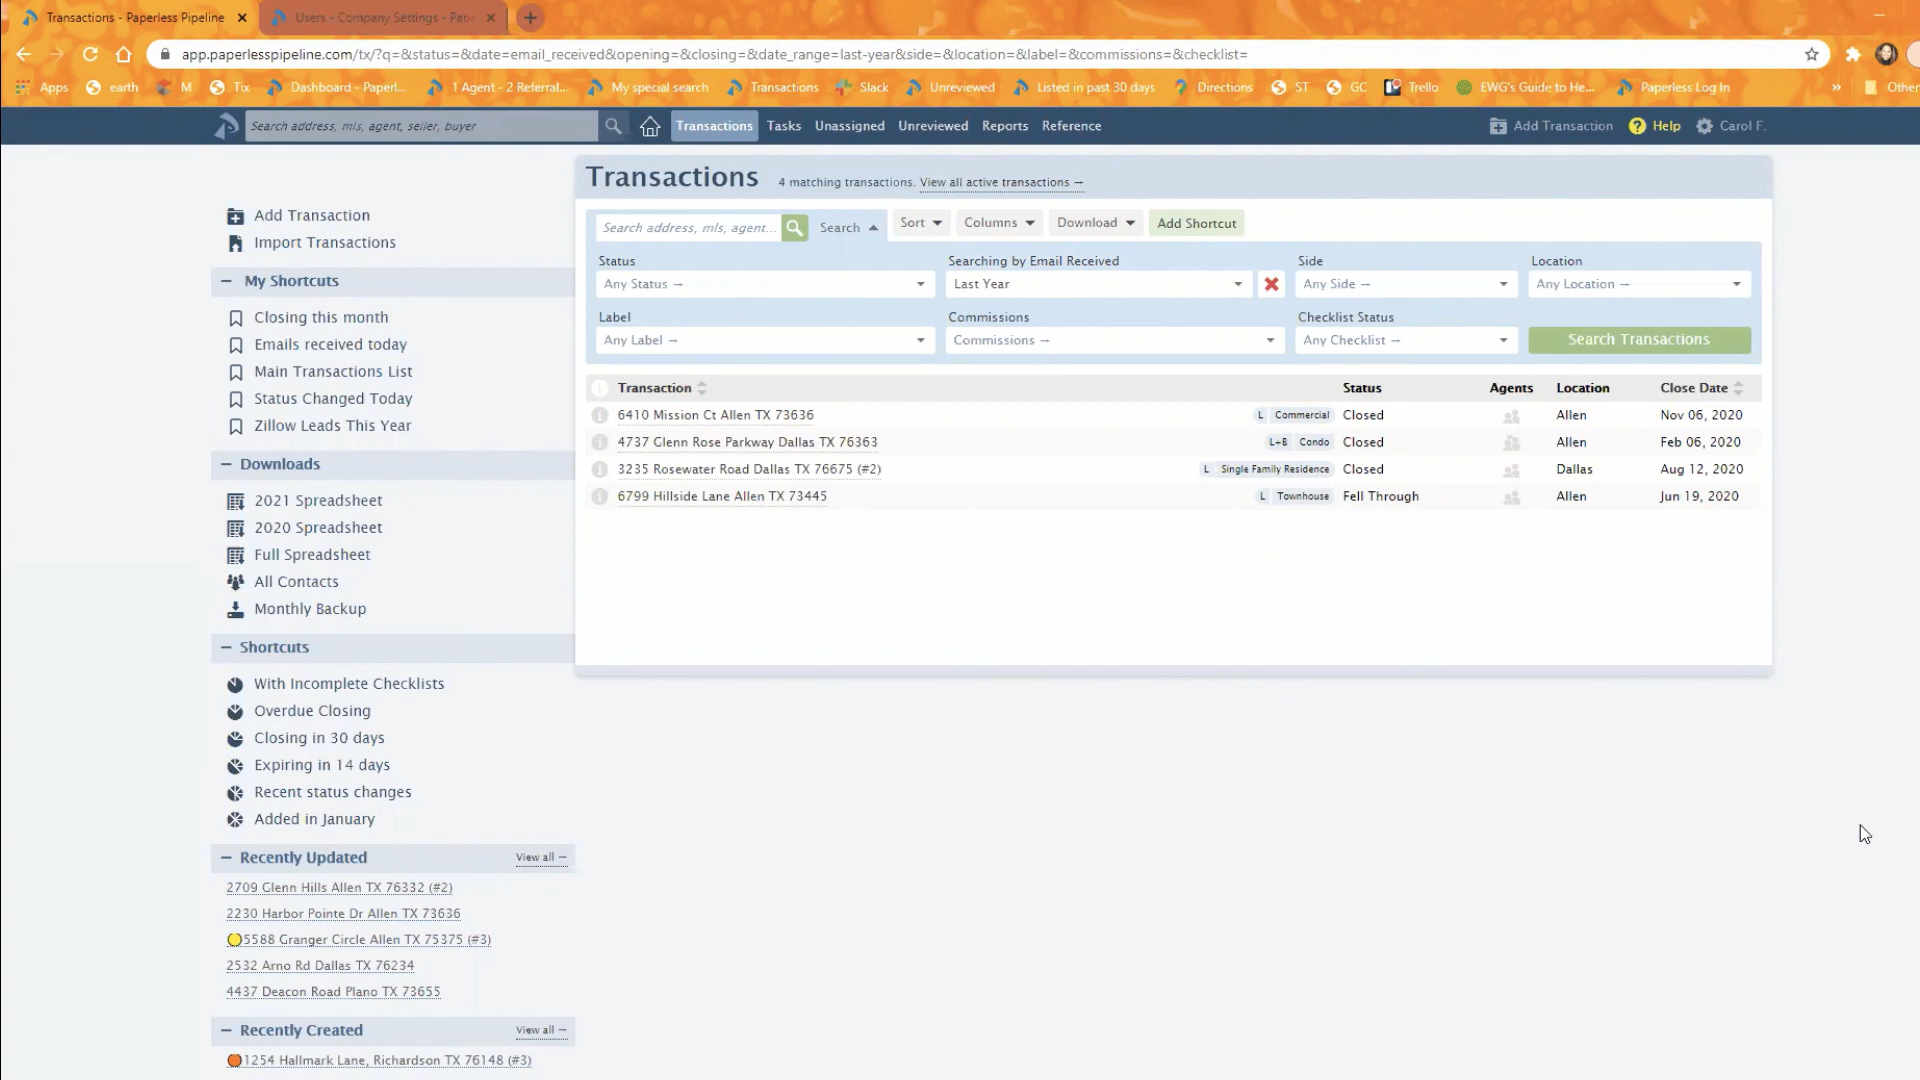 Transactions - Paperless Pipeline
Users - Company Settings - Pape
app.paperlesspipeline.com/tx/?q=&status=&date=email_received&opening=&closing=&date_range=last-year&side=&location=&label=&commissions=&checklist=
Apps
earth
M
Tix
Dashboard - Paperl...
1 Agent - 2 Referral...
My special search
Transactions
Slack
Unreviewed
Listed in past 30 days
Directions
ST
GC
Trello
EWG's Guide to He...
Paperless Log In
»
Other
Search address, mls, agent, seller, buyer
Transactions
Tasks
Unassigned
Unreviewed
Reports
Reference
Add Transaction
Help
Carol F.
Add Transaction
Import Transactions
My Shortcuts
Closing this month
Emails received today
Main Transactions List
Status Changed Today
Zillow Leads This Year
Downloads
2021 Spreadsheet
2020 Spreadsheet
Full Spreadsheet
All Contacts
Monthly Backup
Shortcuts
With Incomplete Checklists
Overdue Closing
Closing in 30 days
Expiring in 14 days
Recent status changes
Added in January
Recently Updated View all →
2709 Glenn Hills Allen TX 76332 (#2)
2230 Harbor Pointe Dr Allen TX 73636
5588 Granger Circle Allen TX 75375 (#3)
2532 Arno Rd Dallas TX 76234
4437 Deacon Road Plano TX 73655
Recently Created View all →
1254 Hallmark Lane, Richardson TX 76148 (#3)
Transactions 4 matching transactions. View all active transactions →
Search address, mls, agent... Search Sort Columns Download Add Shortcut
Status Searching by Email Received Side Location
Any Status → Last Year Any Side → Any Location →
Label Commissions Checklist Status
Any Label → Commissions → Any Checklist → Search Transactions
Transaction Status Agents Location Close Date
6410 Mission Ct Allen TX 73636 L Commercial Closed Allen Nov 06, 2020
4737 Glenn Rose Parkway Dallas TX 76363 L+B Condo Closed Allen Feb 06, 2020
3235 Rosewater Road Dallas TX 76675 (#2) L Single Family Residence Closed Dallas Aug 12, 2020
6799 Hillside Lane Allen TX 73445 L Townhouse Fell Through Allen Jun 19, 2020